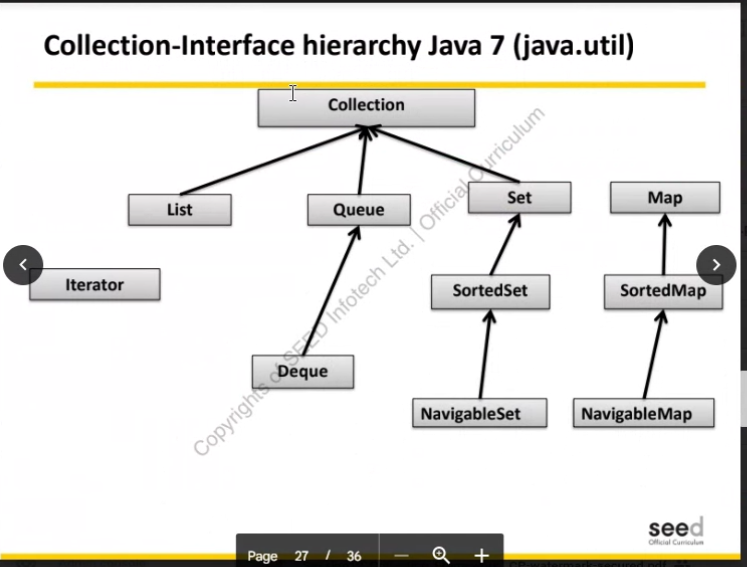 Collection-Interface hierarchy Java 7 (java.util)
Collection
List
Queue
Set
Map
Iterator
SortedSet
SortedMap
Deque
NavigableSet
NavigableMap
Copyrights of SEED Infotech Ltd. | Official Curriculum
seed
Official Curriculum
Page 27 / 36